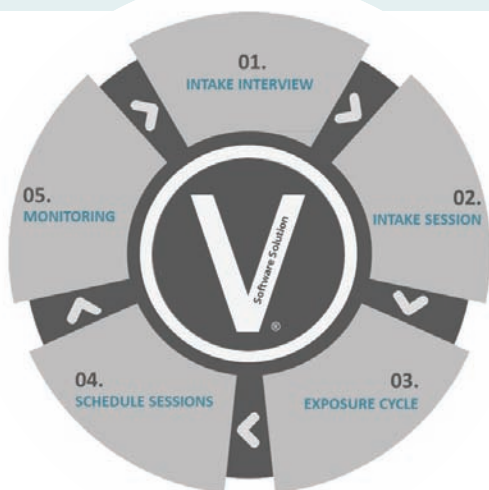 01.
INTAKE INTERVIEW
02.
INTAKE SESSION
03.
EXPOSURE CYCLE
04.
SCHEDULE SESSIONS
05.
MONITORING
V
Software Solution
®